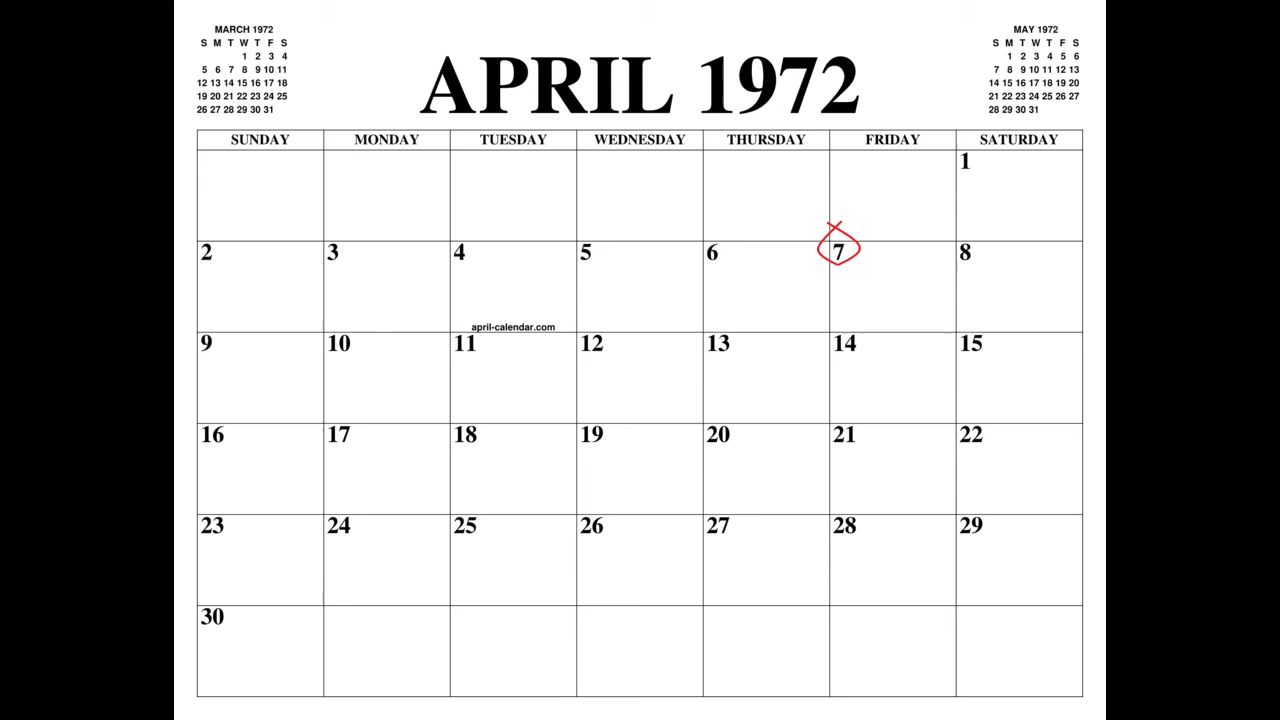 MARCH 1972
S M T W T F S
1 2 3 4
5 6 7 8 9 10 11
12 13 14 15 16 17 18
19 20 21 22 23 24 25
26 27 28 29 30 31
APRIL 1972
MAY 1972
S M T W T F S
1 2 3 4 5 6
7 8 9 10 11 12 13
14 15 16 17 18 19 20
21 22 23 24 25 26 27
28 29 30 31
SUNDAY MONDAY TUESDAY WEDNESDAY THURSDAY FRIDAY SATURDAY
1
2 3 4 5 6 7 8
april-calendar.com
9 10 11 12 13 14 15
16 17 18 19 20 21 22
23 24 25 26 27 28 29
30